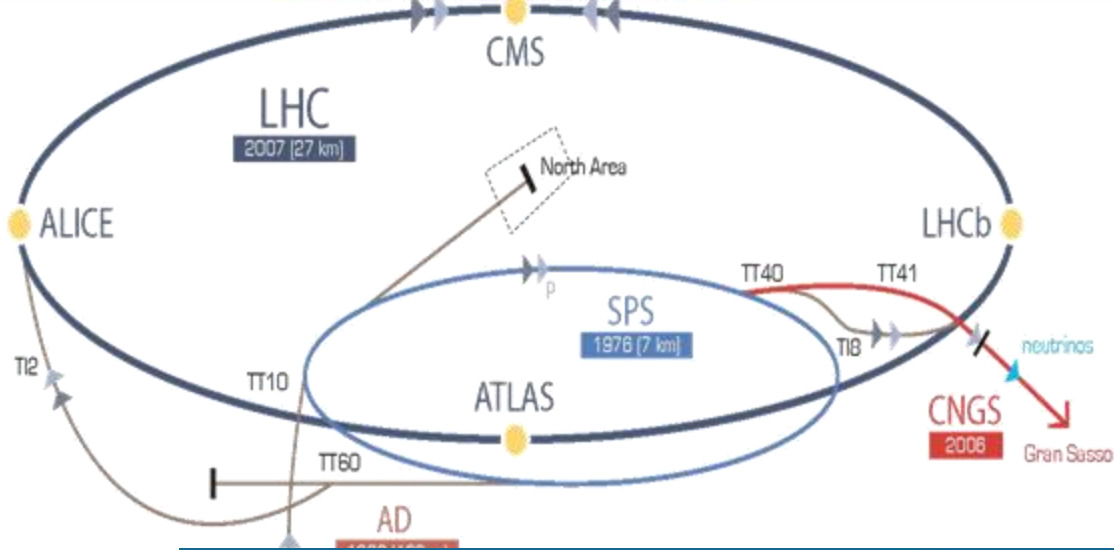 CMS
LHC
2007 (27 km)
North Area
ALICE
LHCb
TT40
TT41
p
SPS
1976 (7 km)
TI8
neutrinos
TI2
TT10
ATLAS
CNGS
2006
Gran Sasso
TT60
AD